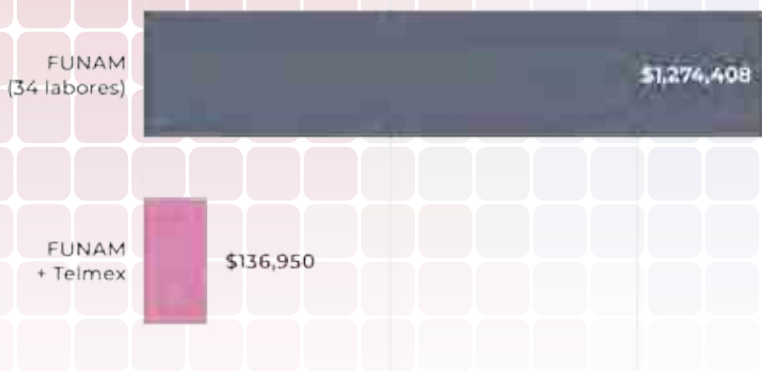 FUNAM
(34 labores)
$1,274,408
FUNAM
+ Telmex
$136,950